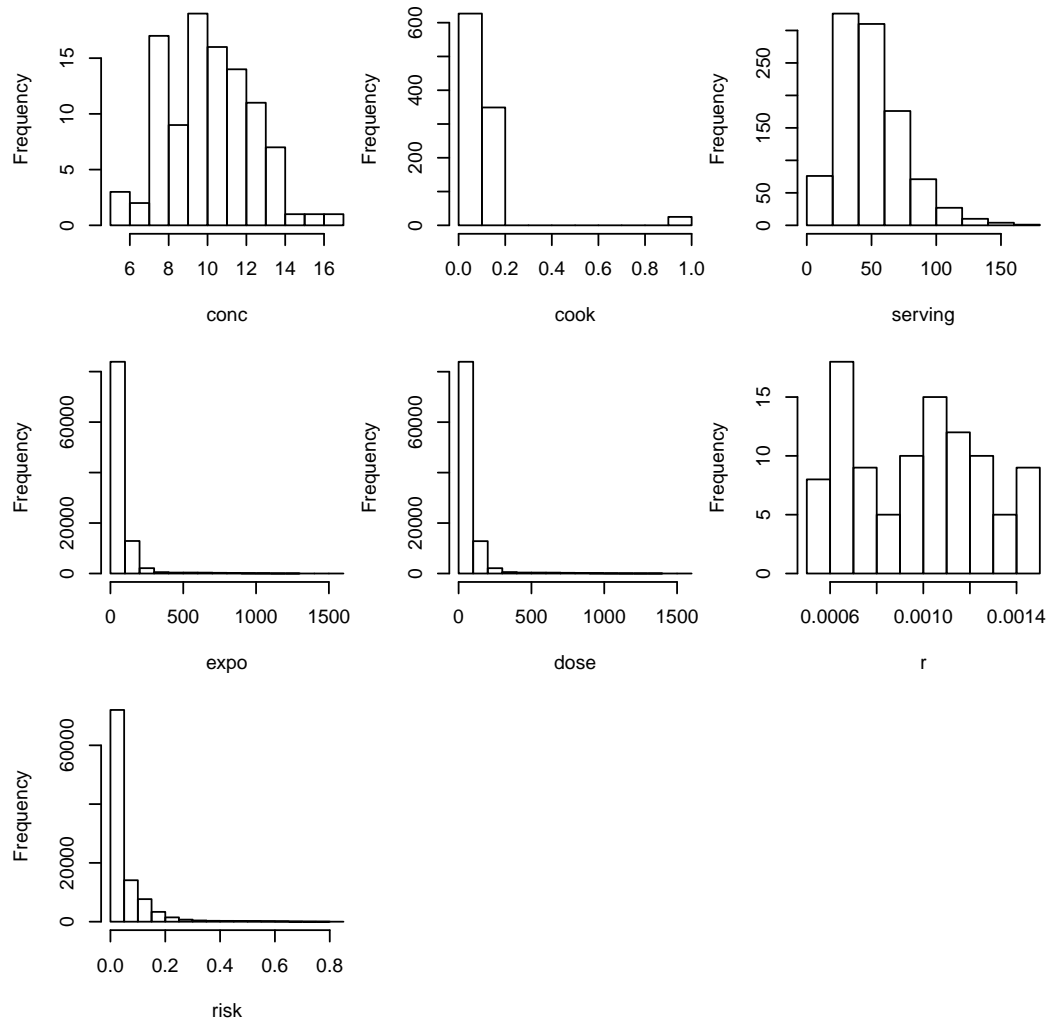 Frequency
0 5 10 15
6 8 10 12 14 16
conc
Frequency
0 200 400 600
0.0 0.2 0.4 0.6 0.8 1.0
cook
Frequency
0 50 150 250
0 50 100 150
serving
Frequency
0 20000 60000
0 500 1000 1500
expo
Frequency
0 20000 60000
0 500 1000 1500
dose
Frequency
0 5 10 15
0.0006 0.0010 0.0014
r
Frequency
0 20000 60000
0.0 0.2 0.4 0.6 0.8
risk